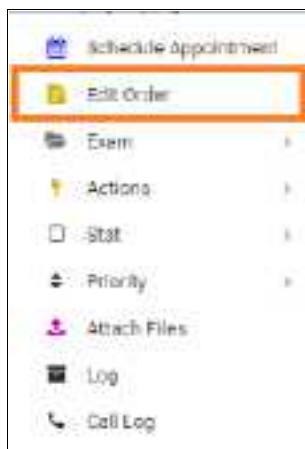 Schedule Appointment
Edit Order
Exam
Actions
Stat
Priority
Attach Files
Log
Call Log